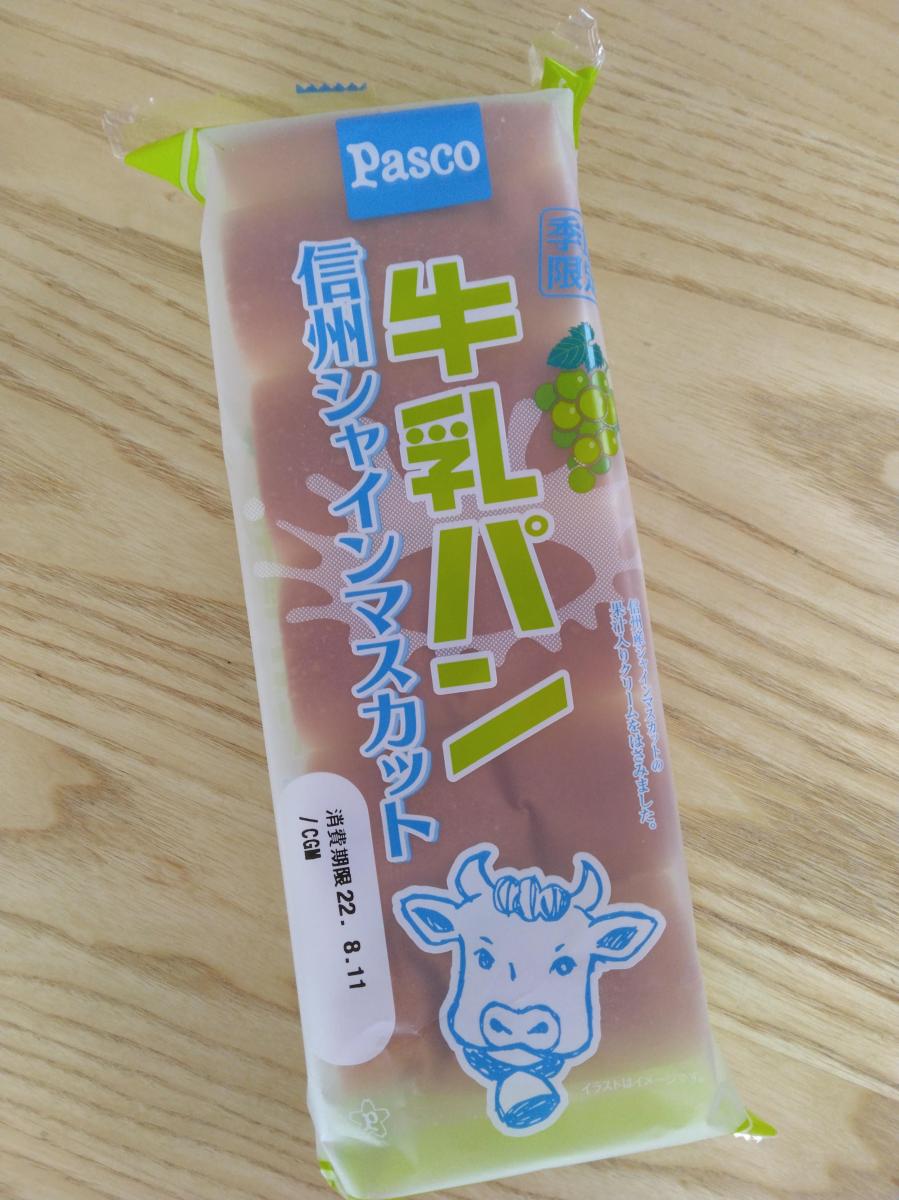 Pasco
季
限定
牛乳パン
信州シャインマスカット
信州産シャインマスカットの
果汁入りクリームをはさみました。
消費期限 22. 8.11
/CGM
イラストはイメージです。
P